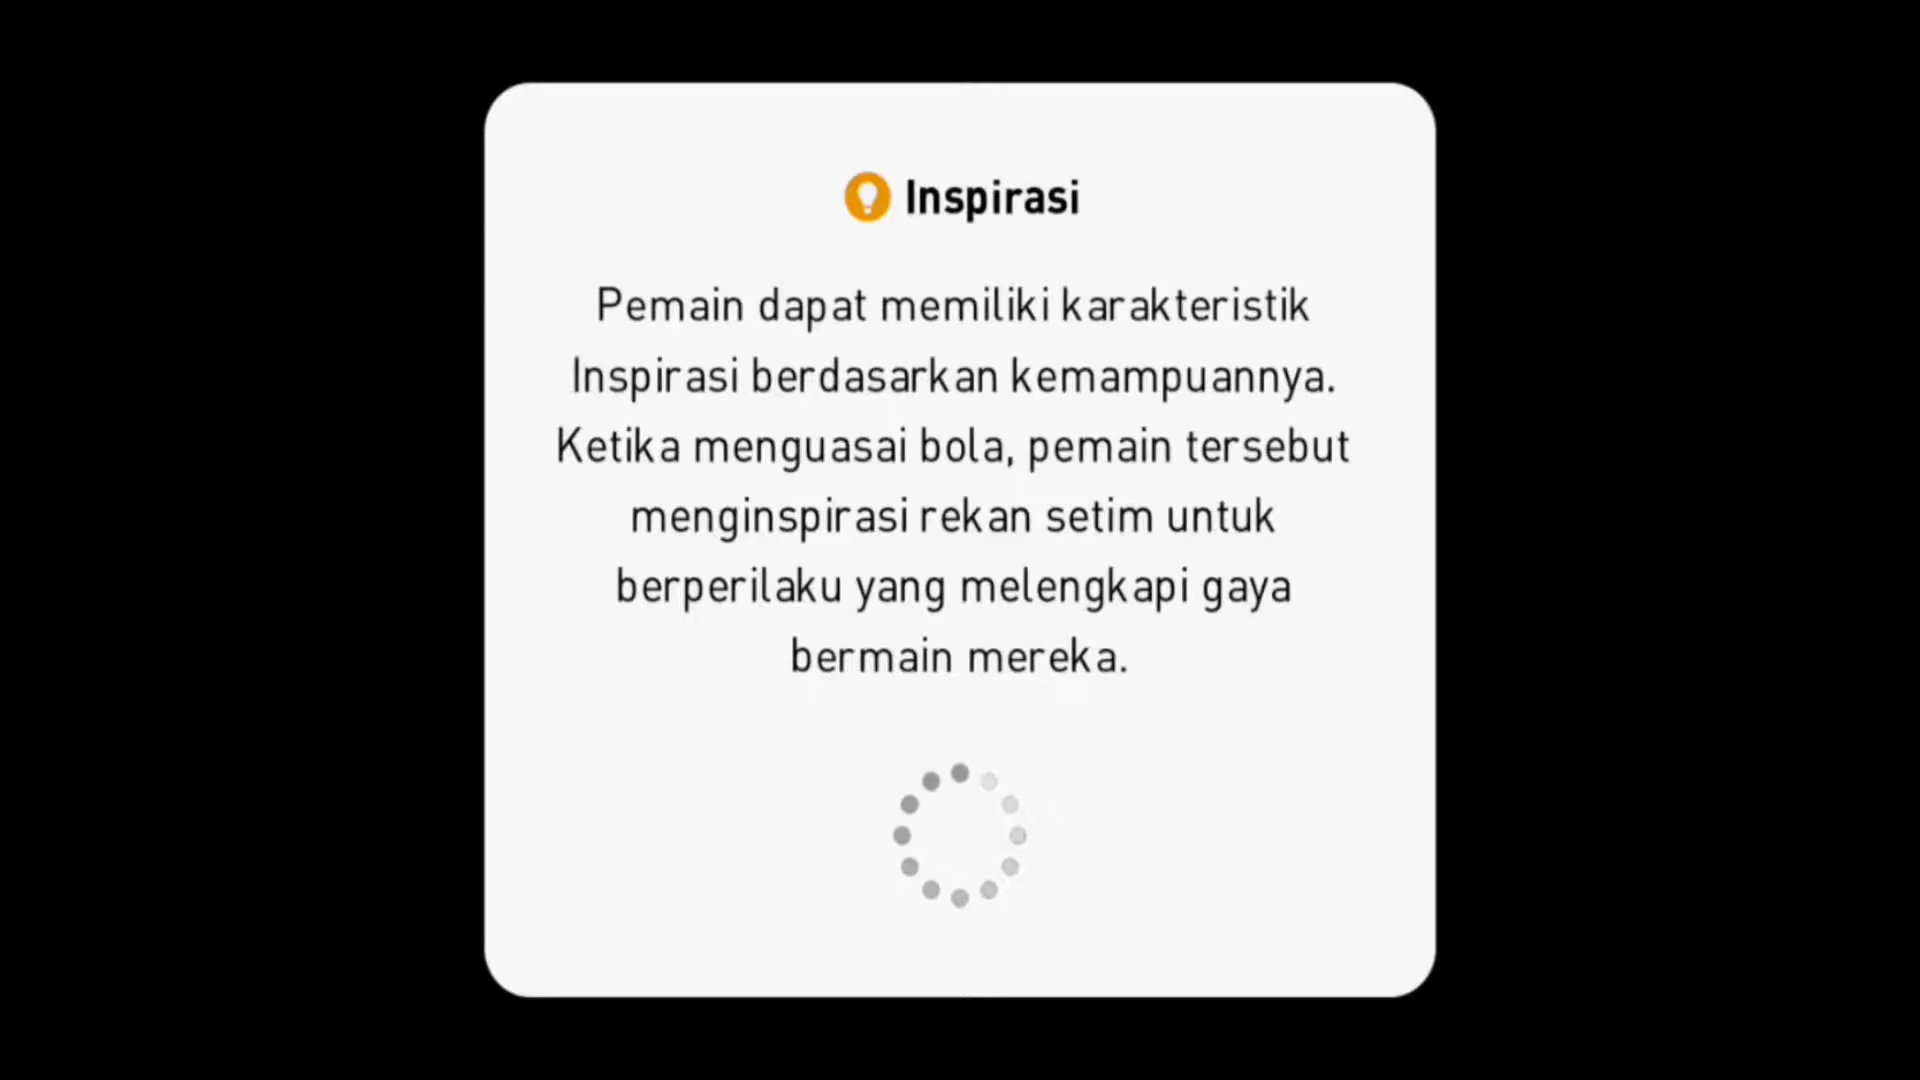 Inspirasi
Pemain dapat memiliki karakteristik
Inspirasi berdasarkan kemampuannya.
Ketika menguasai bola, pemain tersebut
menginspirasi rekan setim untuk
berperilaku yang melengkapi gaya
bermain mereka.